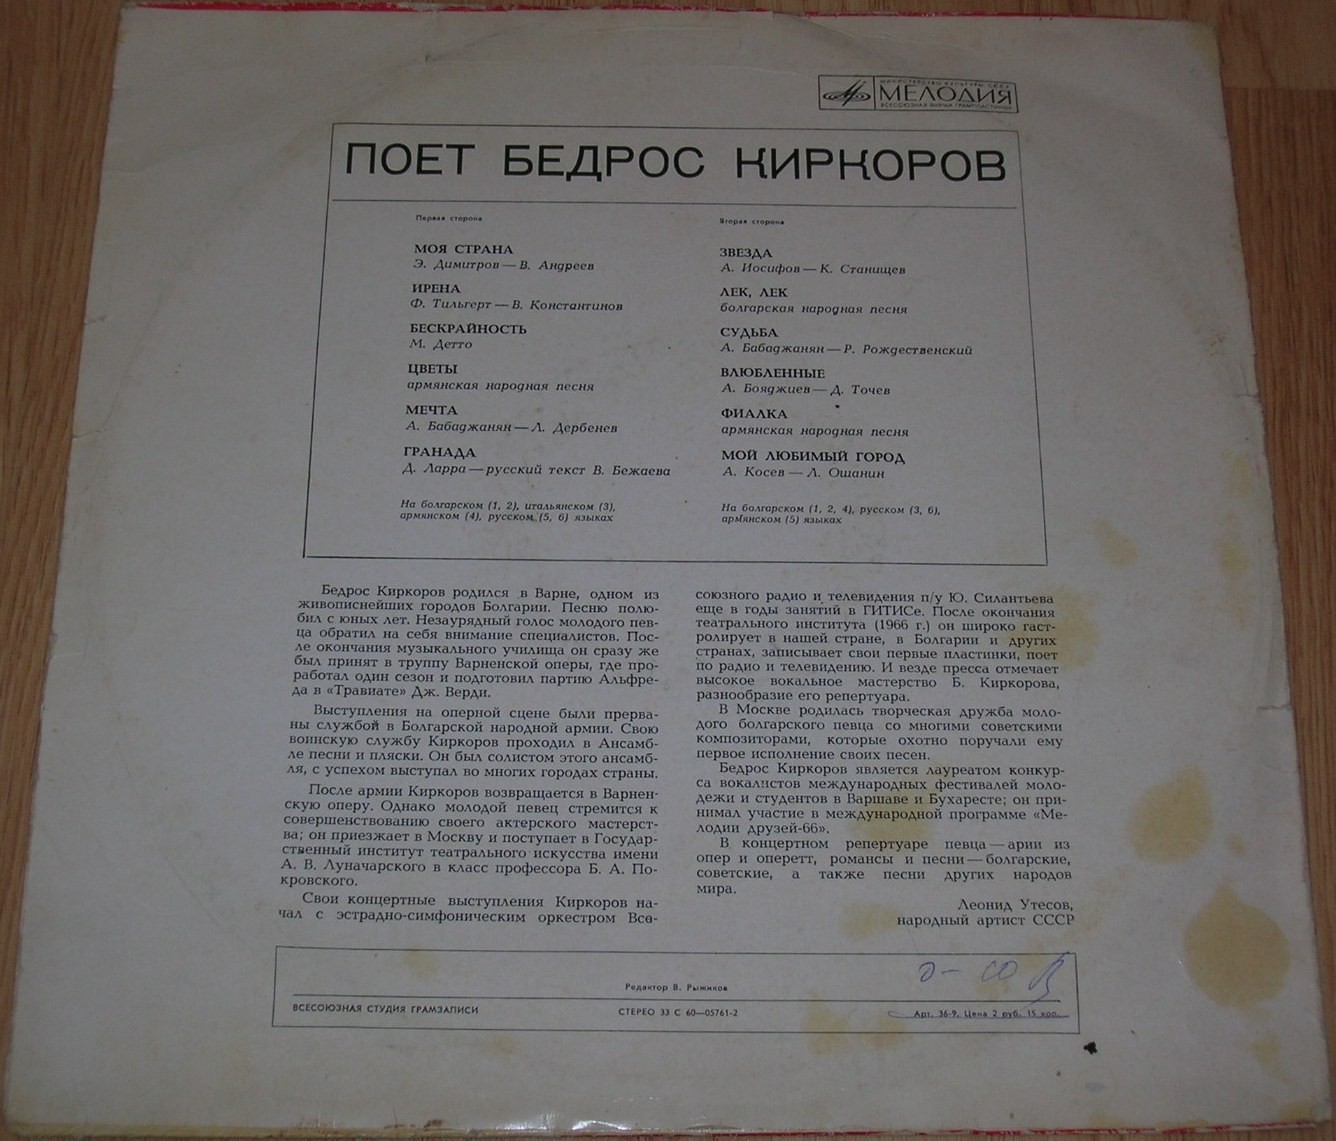 МИНИСТЕРСТВО КУЛЬТУРЫ СССР
МЕЛОДИЯ
ВСЕСОЮЗНАЯ ФИРМА ГРАМПЛАСТИНОК
ПОЕТ БЕДРОС КИРКОРОВ
Первая сторона
МОЯ СТРАНА
Э. Димитров — В. Андреев
ИРЕНА
Ф. Тильгерт — В. Константинов
БЕСКРАЙНОСТЬ
М. Детто
ЦВЕТЫ
армянская народная песня
МЕЧТА
А. Бабаджанян — Л. Дербенев
ГРАНАДА
Д. Ларра — русский текст В. Бежаева
На болгарском (1, 2), итальянском (3),
армянском (4), русском (5, 6) языках
Вторая сторона
ЗВЕЗДА
А. Иосифов — К. Станищев
ЛЕК, ЛЕК
болгарская народная песня
СУДЬБА
А. Бабаджанян — Р. Рождественский
ВЛЮБЛЕННЫЕ
А. Бояджиев — Д. Точев
ФИАЛКА
армянская народная песня
МОЙ ЛЮБИМЫЙ ГОРОД
А. Косев — Л. Ошанин
На болгарском (1, 2, 4), русском (3, 6),
армянском (5) языках
Бедрос Киркоров родился в Варне, одном из
живописнейших городов Болгарии. Песню полю-
бил с юных лет. Незаурядный голос молодого пев-
ца обратил на себя внимание специалистов. Пос-
ле окончания музыкального училища он сразу же
был принят в труппу Варненской оперы, где про-
работал один сезон и подготовил партию Альфре-
да в «Травиате» Дж. Верди.
Выступления на оперной сцене были прерва-
ны службой в Болгарской народной армии. Свою
воинскую службу Киркоров проходил в Ансамб-
ле песни и пляски. Он был солистом этого ансамб-
ля, с успехом выступал во многих городах страны.
После армии Киркоров возвращается в Варнен-
скую оперу. Однако молодой певец стремится к
совершенствованию своего актерского мастерст-
ва; он приезжает в Москву и поступает в Государ-
ственный институт театрального искусства имени
А. В. Луначарского в класс профессора Б. А. По-
кровского.
Свои концертные выступления Киркоров на-
чал с эстрадно-симфоническим оркестром Все-
союзного радио и телевидения п/у Ю. Силантьева
еще в годы занятий в ГИТИСе. После окончания
театрального института (1966 г.) он широко гаст-
ролирует в нашей стране, в Болгарии и других
странах, записывает свои первые пластинки, поет
по радио и телевидению. И везде пресса отмечает
высокое вокальное мастерство Б. Киркорова,
разнообразие его репертуара.
В Москве родилась творческая дружба моло-
дого болгарского певца со многими советскими
композиторами, которые охотно поручали ему
первое исполнение своих песен.
Бедрос Киркоров является лауреатом конкур-
са вокалистов международных фестивалей моло-
дежи и студентов в Варшаве и Бухаресте; он при-
нимал участие в международной программе «Ме-
лодии друзей-66».
В концертном репертуаре певца — арии из
опер и оперетт, романсы и песни — болгарские,
советские, а также песни других народов
мира.
Леонид Утесов,
народный артист СССР
Редактор В. Рыжиков
ВСЕСОЮЗНАЯ СТУДИЯ ГРАМЗАПИСИ
СТЕРЕО 33 С 60—05761-2
Арт. 36-9. Цена 2 руб. 15 коп.